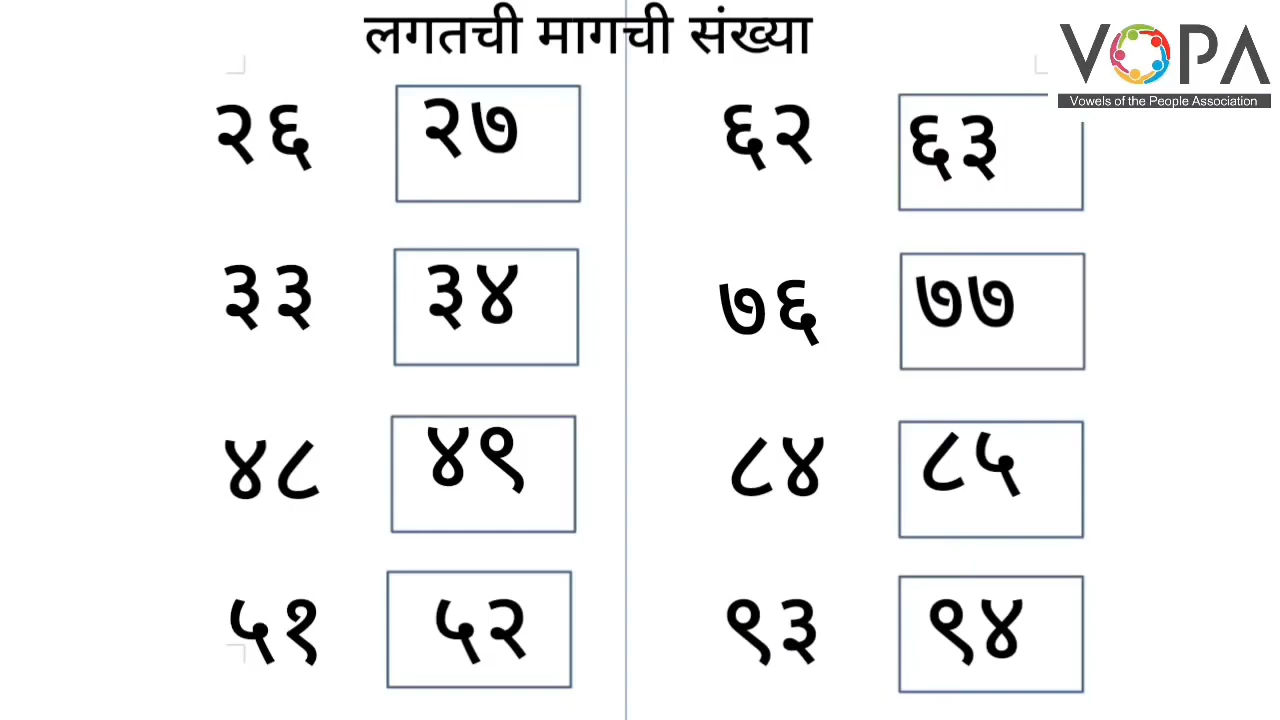 लगतची मागची संख्या
VOPA
Vowels of the People Association
२६ २७ ६२ ६३
३३ ३४ ७६ ७७
४८ ४९ ८४ ८५
५१ ५२ ९३ ९४